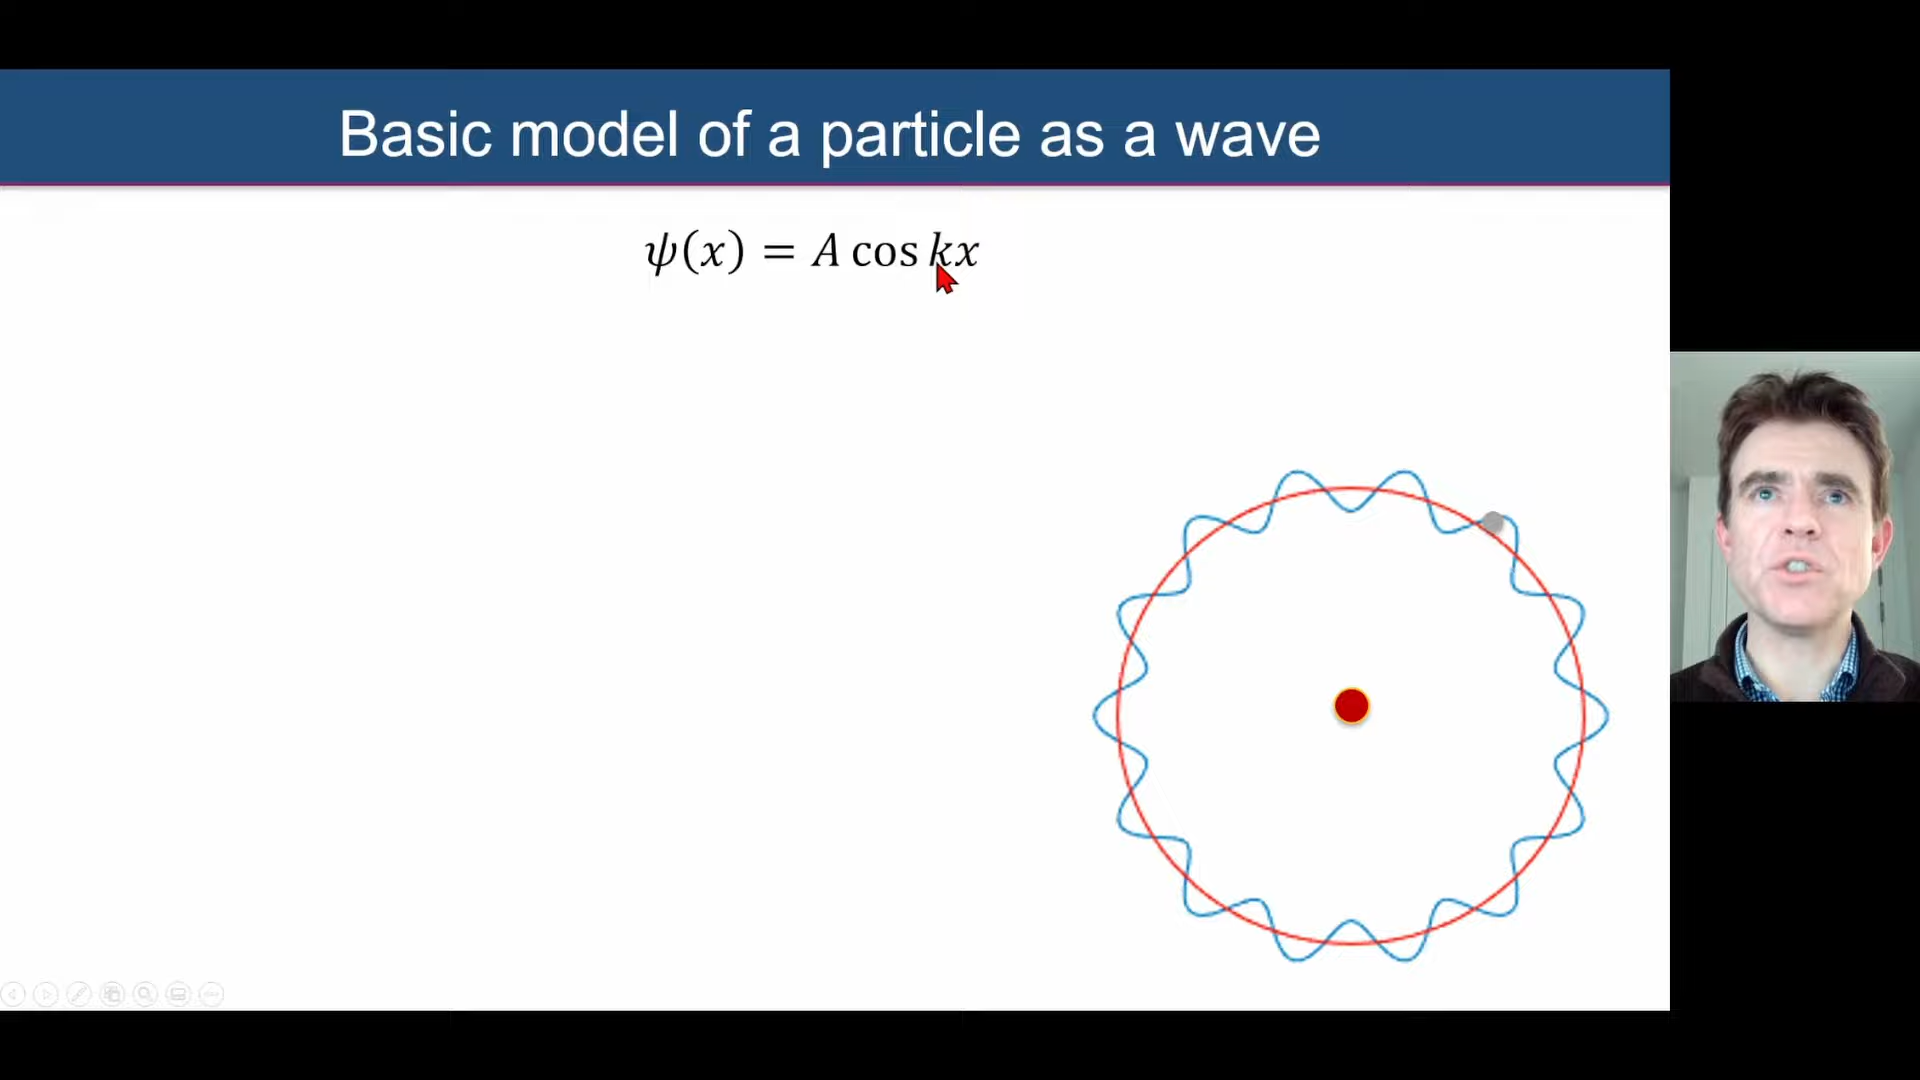 Basic model of a particle as a wave
ψ(x) = A cos kx